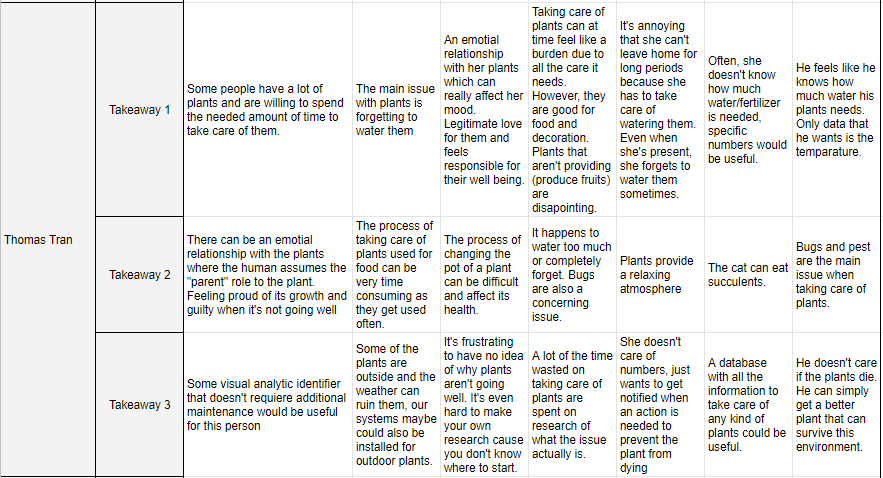 Thomas Tran
Takeaway 1
Some people have a lot of
plants and are willing to spend
the needed amount of time to
take care of them.
The main issue
with plants is
forgetting to
water them
An emotial
relationship
with her plants
which can
really affect her
mood.
Legitimate love
for them and
feels
responsible for
their well being.
Taking care of
plants can at
time feel like a
burden due to
all the care it
needs.
However, they
are good for
food and
decoration.
Plants that
aren't providing
(produce fruits)
are
disapointing.
It's annoying
that she can't
leave home for
long periods
because she
has to take
care of
watering them.
Even when
she's present,
she forgets to
water them
sometimes.
Often, she
doesn't know
how much
water/fertilizer
is needed,
specific
numbers would
be useful.
He feels like he
knows how
much water his
plants needs.
Only data that
he wants is the
temparature.
Takeaway 2
There can be an emotial
relationship with the plants
where the human assumes the
"parent" role to the plant.
Feeling proud of its growth and
guilty when it's not going well
The process of
taking care of
plants used for
food can be
very time
consuming as
they get used
often.
The process of
changing the
pot of a plant
can be difficult
and affect its
health.
It happens to
water too much
or completely
forget. Bugs
are also a
concerning
issue.
Plants provide
a relaxing
atmosphere
The cat can eat
succulents.
Bugs and pest
are the main
issue when
taking care of
plants.
Takeaway 3
Some visual analytic identifier
that doesn't requiere additional
maintenance would be useful
for this person
Some of the
plants are
outside and the
weather can
ruin them, our
systems maybe
could also be
installed for
outdoor plants.
It's frustrating
to have no idea
of why plants
aren't going
well. It's even
hard to make
your own
research cause
you don't know
where to start.
A lot of the time
wasted on
taking care of
plants are
spent on
research of
what the issue
actually is.
She doesn't
care of
numbers, just
wants to get
notified when
an action is
needed to
prevent the
plant from
dying
A database
with all the
information to
take care of
any kind of
plants could be
useful.
He doesn't care
if the plants die.
He can simply
get a better
plant that can
survive this
environment.